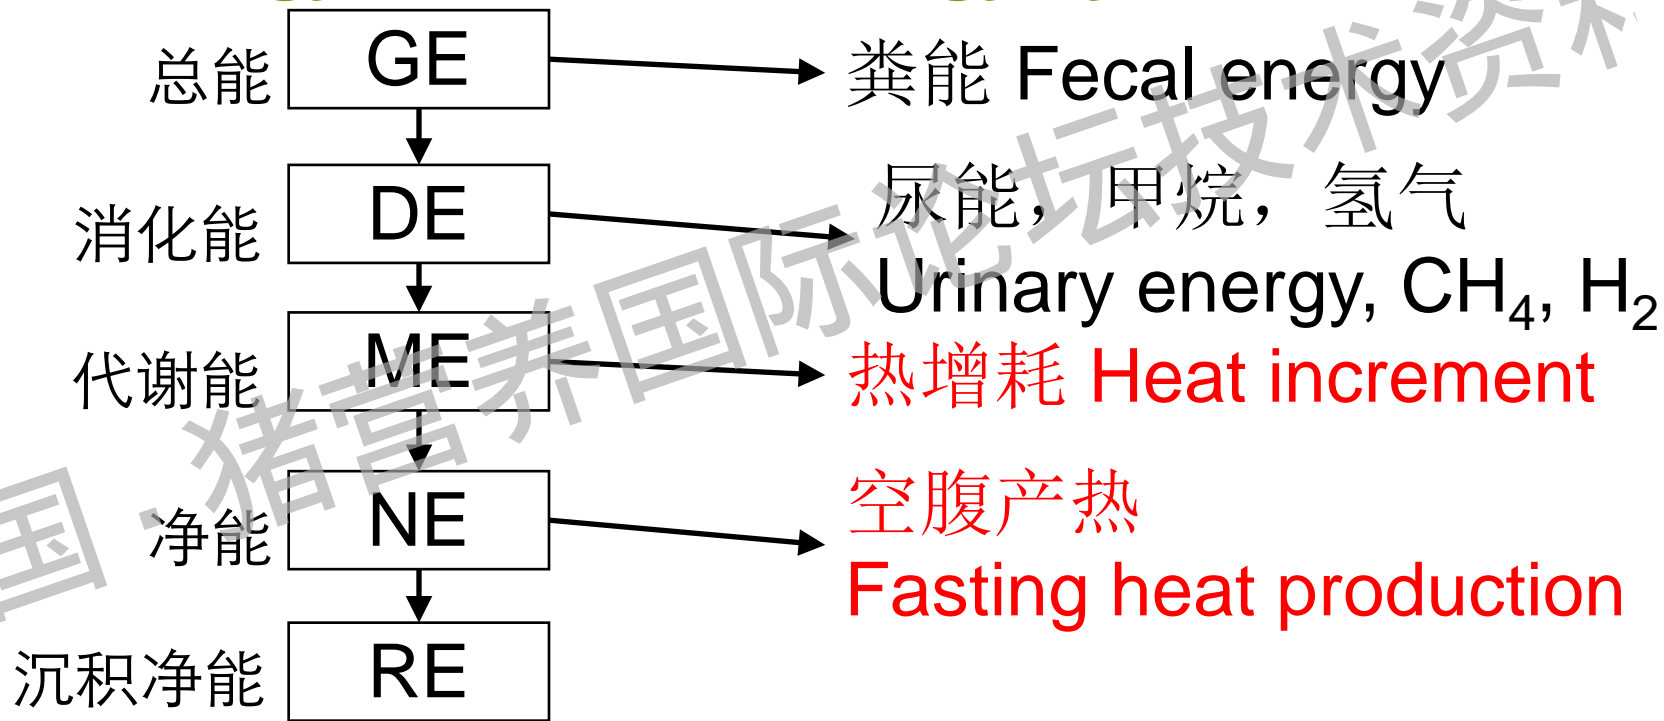 总能 GE 粪能 Fecal energy
消化能 DE 尿能，甲烷，氢气
Urinary energy, CH₄, H₂
代谢能 ME 热增耗 Heat increment
净能 NE 空腹产热
Fasting heat production
沉积净能 RE
国·猪营养国际论坛技术资料